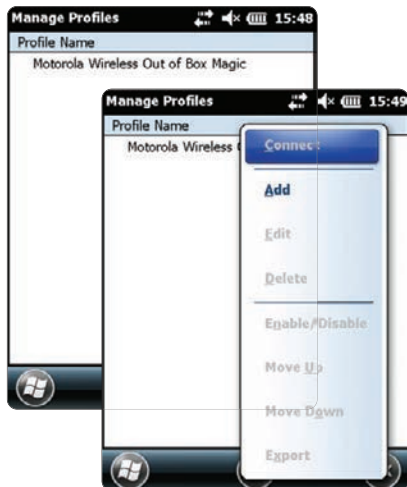 Manage Profiles 15:48
Profile Name
Motorola Wireless Out of Box Magic
Manage Profiles 15:49
Profile Name
Motorola Wireless
Connect
Add
Edit
Delete
Enable/Disable
Move Up
Move Down
Export